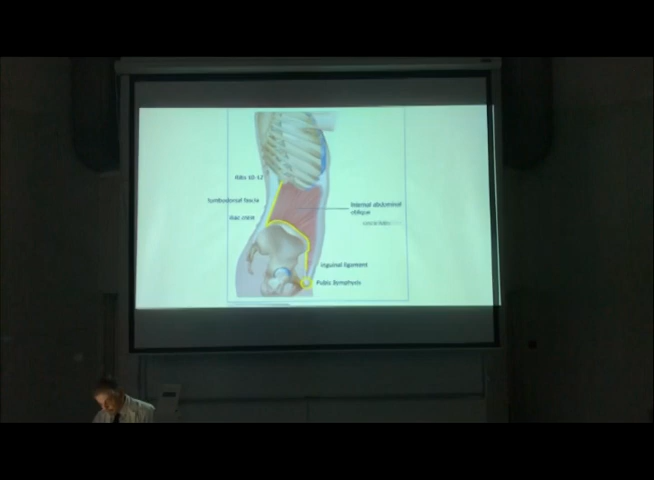 Ribs 10-12
lumbodorsal fascia
iliac crest
Internal abdominal
oblique
inguinal ligament
Pubis Symphysis